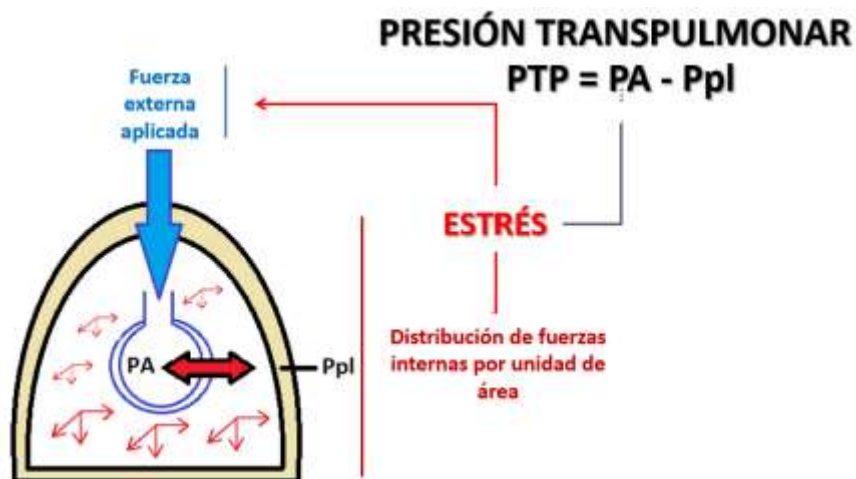 PRESIÓN TRANSPULMONAR
PTP = PA - Ppl
Fuerza
externa
aplicada
ESTRÉS
Distribución de fuerzas
internas por unidad de
área
PA
Ppl